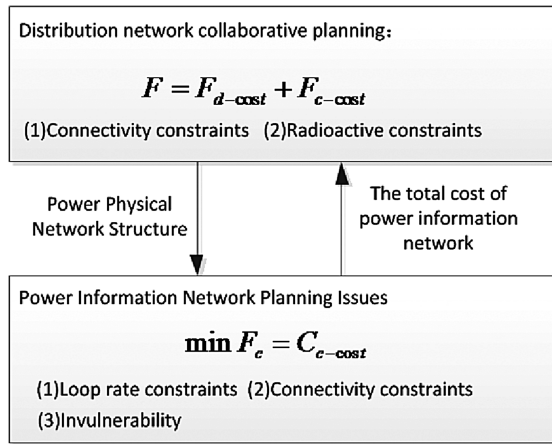 Distribution network collaborative planning:
F = F_{d-cost} + F_{c-cost}
(1)Connectivity constraints (2)Radioactive constraints
Power Physical
Network Structure
The total cost of
power information
network
Power Information Network Planning Issues
min F_c = C_{c-cost}
(1)Loop rate constraints (2)Connectivity constraints
(3)Invulnerability